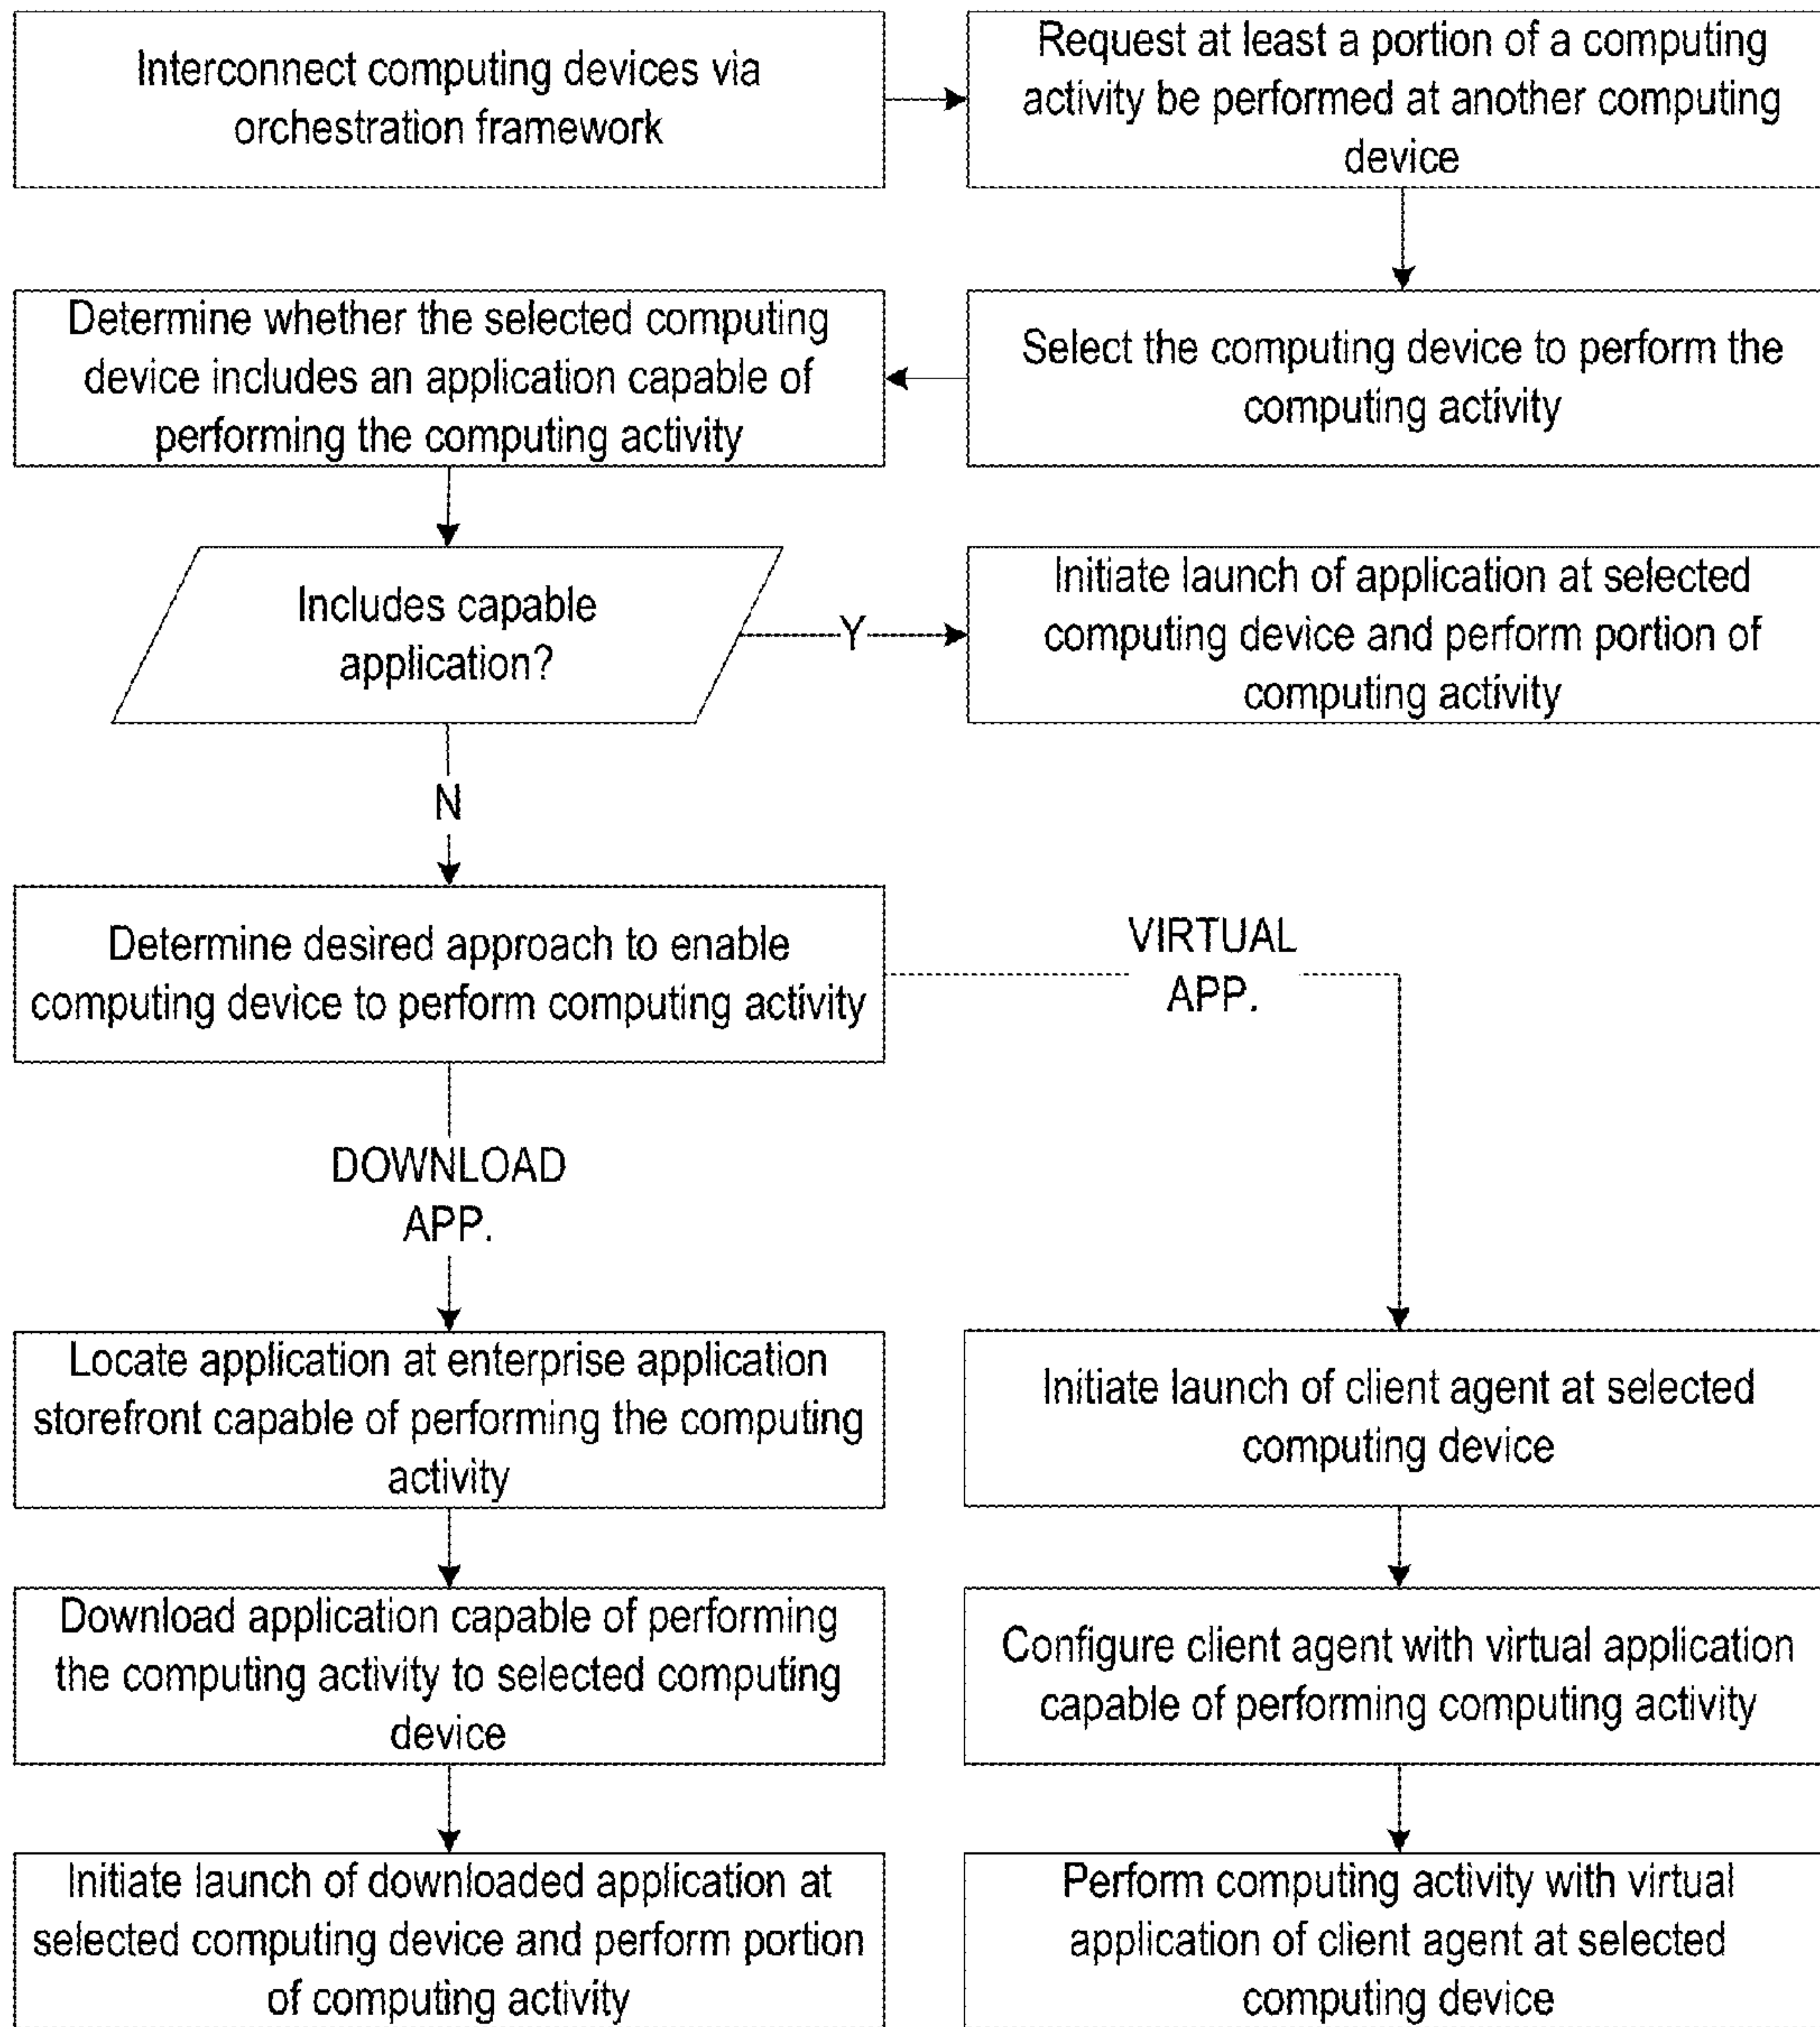 Interconnect computing devices via
orchestration framework
Request at least a portion of a computing
activity be performed at another computing
device
Select the computing device to perform the
computing activity
Determine whether the selected computing
device includes an application capable of
performing the computing activity
Includes capable
application?
Y
Initiate launch of application at selected
computing device and perform portion of
computing activity
N
Determine desired approach to enable
computing device to perform computing activity
VIRTUAL
APP.
DOWNLOAD
APP.
Locate application at enterprise application
storefront capable of performing the computing
activity
Download application capable of performing
the computing activity to selected computing
device
Initiate launch of downloaded application at
selected computing device and perform portion
of computing activity
Initiate launch of client agent at selected
computing device
Configure client agent with virtual application
capable of performing computing activity
Perform computing activity with virtual
application of client agent at selected
computing device